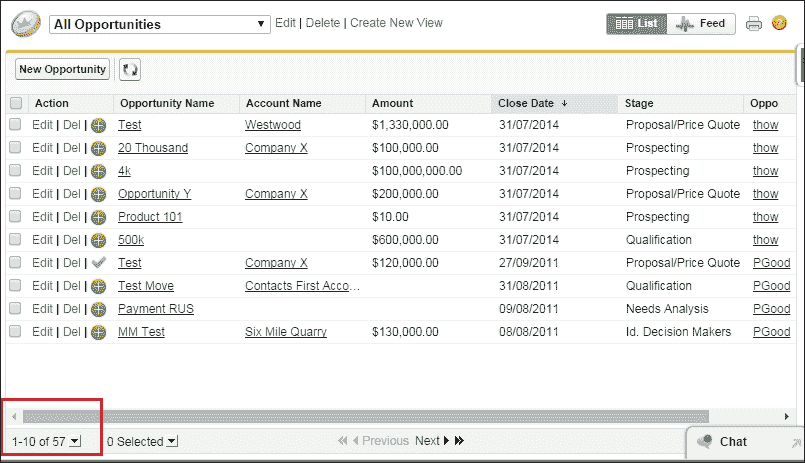 All Opportunities Edit | Delete | Create New View List Feed
New Opportunity
Action Opportunity Name Account Name Amount Close Date Stage Oppo
Edit | Del | Test Westwood $1,330,000.00 31/07/2014 Proposal/Price Quote thow
Edit | Del | 20 Thousand Company X $100,000.00 31/07/2014 Prospecting thow
Edit | Del | 4k $100,000,000.00 31/07/2014 Prospecting thow
Edit | Del | Opportunity Y Company X $200,000.00 31/07/2014 Proposal/Price Quote thow
Edit | Del | Product 101 $10.00 31/07/2014 Prospecting thow
Edit | Del | 500k $600,000.00 31/07/2014 Qualification thow
Edit | Del | Test Company X $120,000.00 27/09/2011 Proposal/Price Quote PGood
Edit | Del | Test Move Contacts First Acco... 31/08/2011 Qualification PGood
Edit | Del | Payment RUS 09/08/2011 Needs Analysis PGood
Edit | Del | MM Test Six Mile Quarry $130,000.00 08/08/2011 Id. Decision Makers PGood
1-10 of 57 0 Selected Previous Next Chat